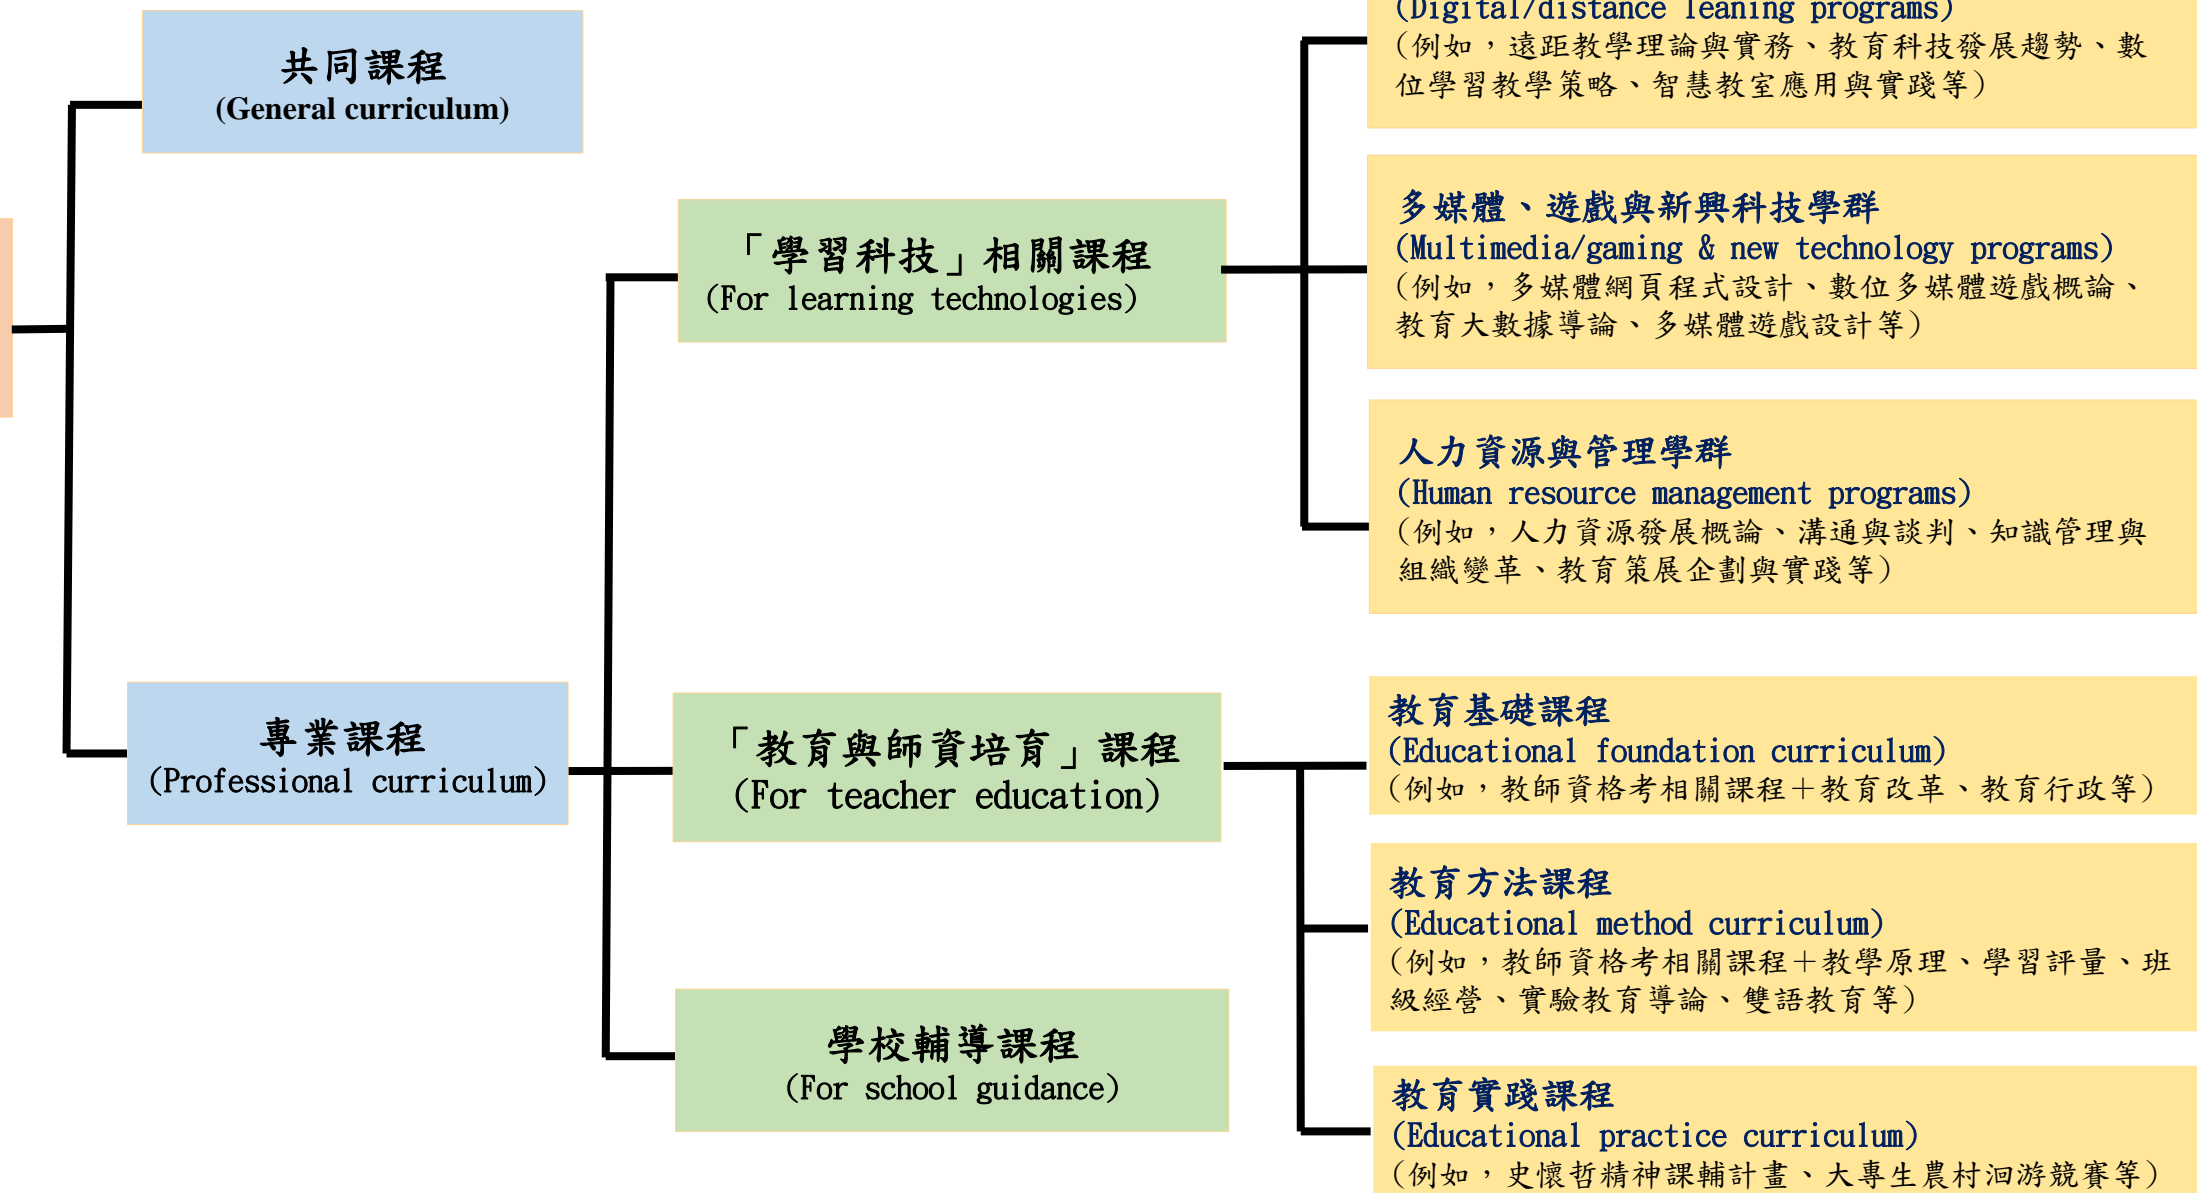 共同課程
(General curriculum)
專業課程
(Professional curriculum)
「學習科技」相關課程
(For learning technologies)
「教育與師資培育」課程
(For teacher education)
學校輔導課程
(For school guidance)
(Digital/distance leaning programs)
(例如，遠距教學理論與實務、教育科技發展趨勢、數
位學習教學策略、智慧教室應用與實踐等)
多媒體、遊戲與新興科技學群
(Multimedia/gaming & new technology programs)
(例如，多媒體網頁程式設計、數位多媒體遊戲概論、
教育大數據導論、多媒體遊戲設計等)
人力資源與管理學群
(Human resource management programs)
(例如，人力資源發展概論、溝通與談判、知識管理與
組織變革、教育策展企劃與實踐等)
教育基礎課程
(Educational foundation curriculum)
(例如，教師資格考相關課程＋教育改革、教育行政等)
教育方法課程
(Educational method curriculum)
(例如，教師資格考相關課程＋教學原理、學習評量、班
級經營、實驗教育導論、雙語教育等)
教育實踐課程
(Educational practice curriculum)
(例如，史懷哲精神課輔計畫、大專生農村洄游競賽等)